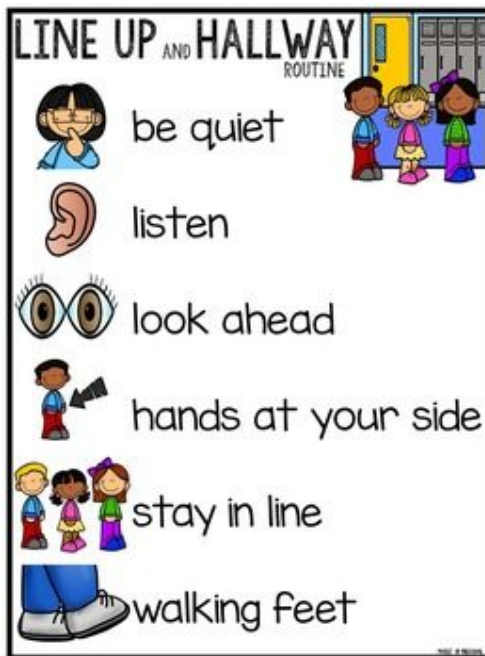 LINE UP AND HALLWAY
ROUTINE
be quiet
listen
look ahead
hands at your side
stay in line
walking feet